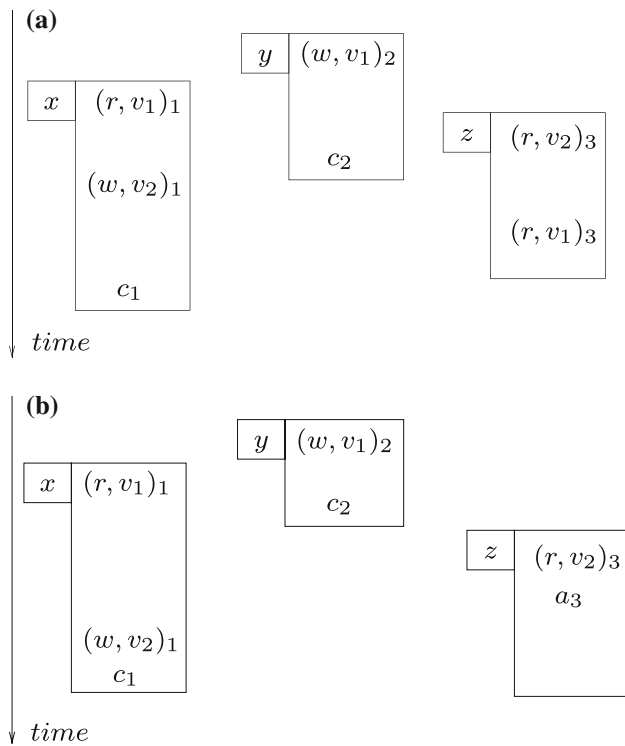 (a)
y (w, v₁)₂
x (r, v₁)₁
z (r, v₂)₃
c₂
(w, v₂)₁
(r, v₁)₃
c₁
time
(b)
y (w, v₁)₂
x (r, v₁)₁
c₂
z (r, v₂)₃
a₃
(w, v₂)₁
c₁
time